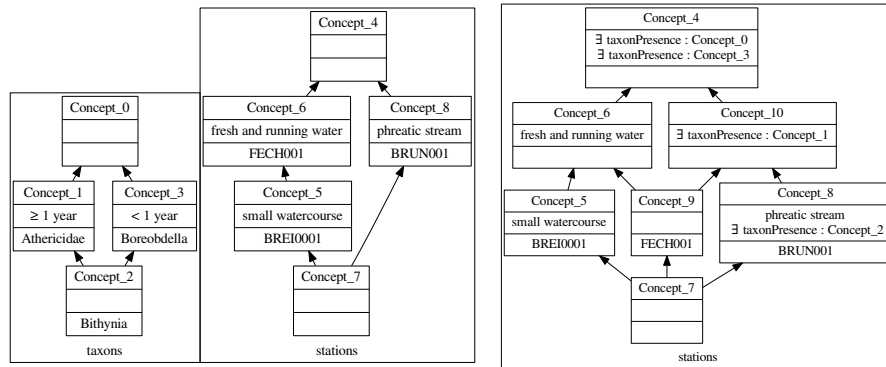 Concept_0
Concept_1
≥ 1 year
Athericidae
Concept_3
< 1 year
Boreobdella
Concept_2
Bithynia
taxons
Concept_4
Concept_6
fresh and running water
FECH001
Concept_8
phreatic stream
BRUN001
Concept_5
small watercourse
BREI0001
Concept_7
stations
Concept_4
∃ taxonPresence : Concept_0
∃ taxonPresence : Concept_3
Concept_6
fresh and running water
Concept_10
∃ taxonPresence : Concept_1
Concept_5
small watercourse
BREI0001
Concept_9
FECH001
Concept_8
phreatic stream
∃ taxonPresence : Concept_2
BRUN001
Concept_7
stations